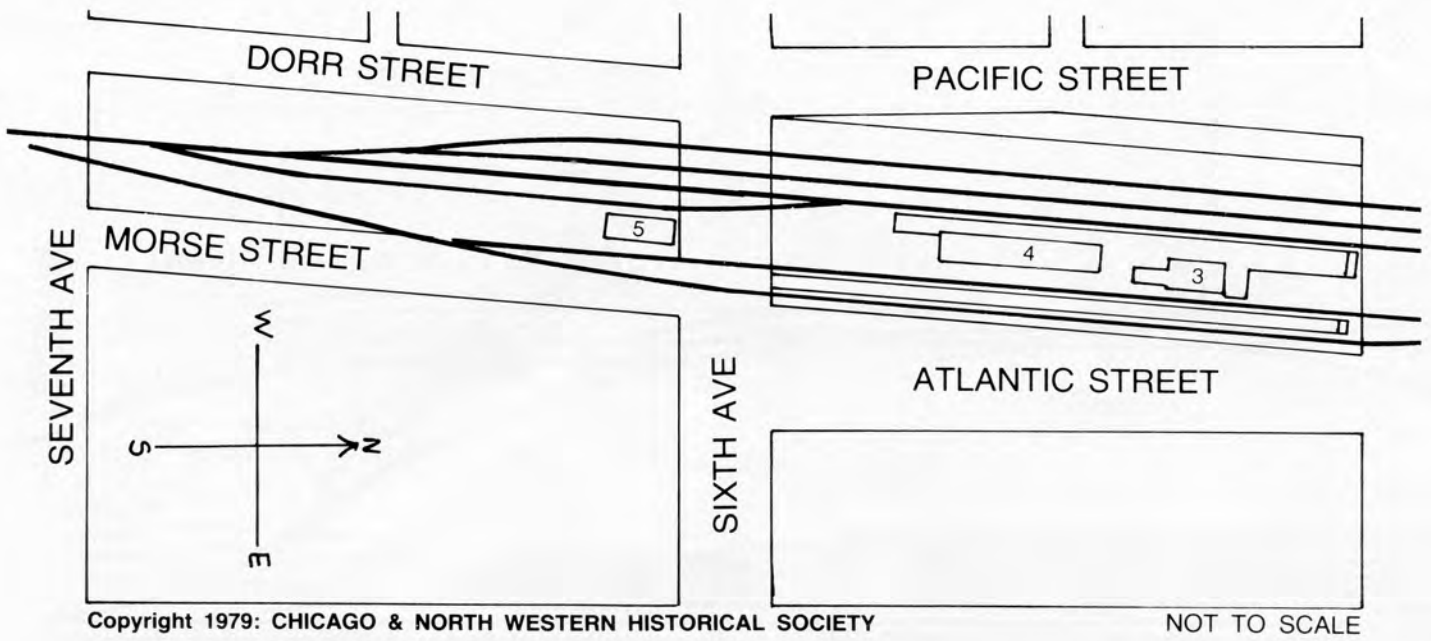 DORR STREET
PACIFIC STREET
5
4
3
MORSE STREET
SEVENTH AVE
SIXTH AVE
ATLANTIC STREET
W
S
N
E
Copyright 1979: CHICAGO & NORTH WESTERN HISTORICAL SOCIETY
NOT TO SCALE